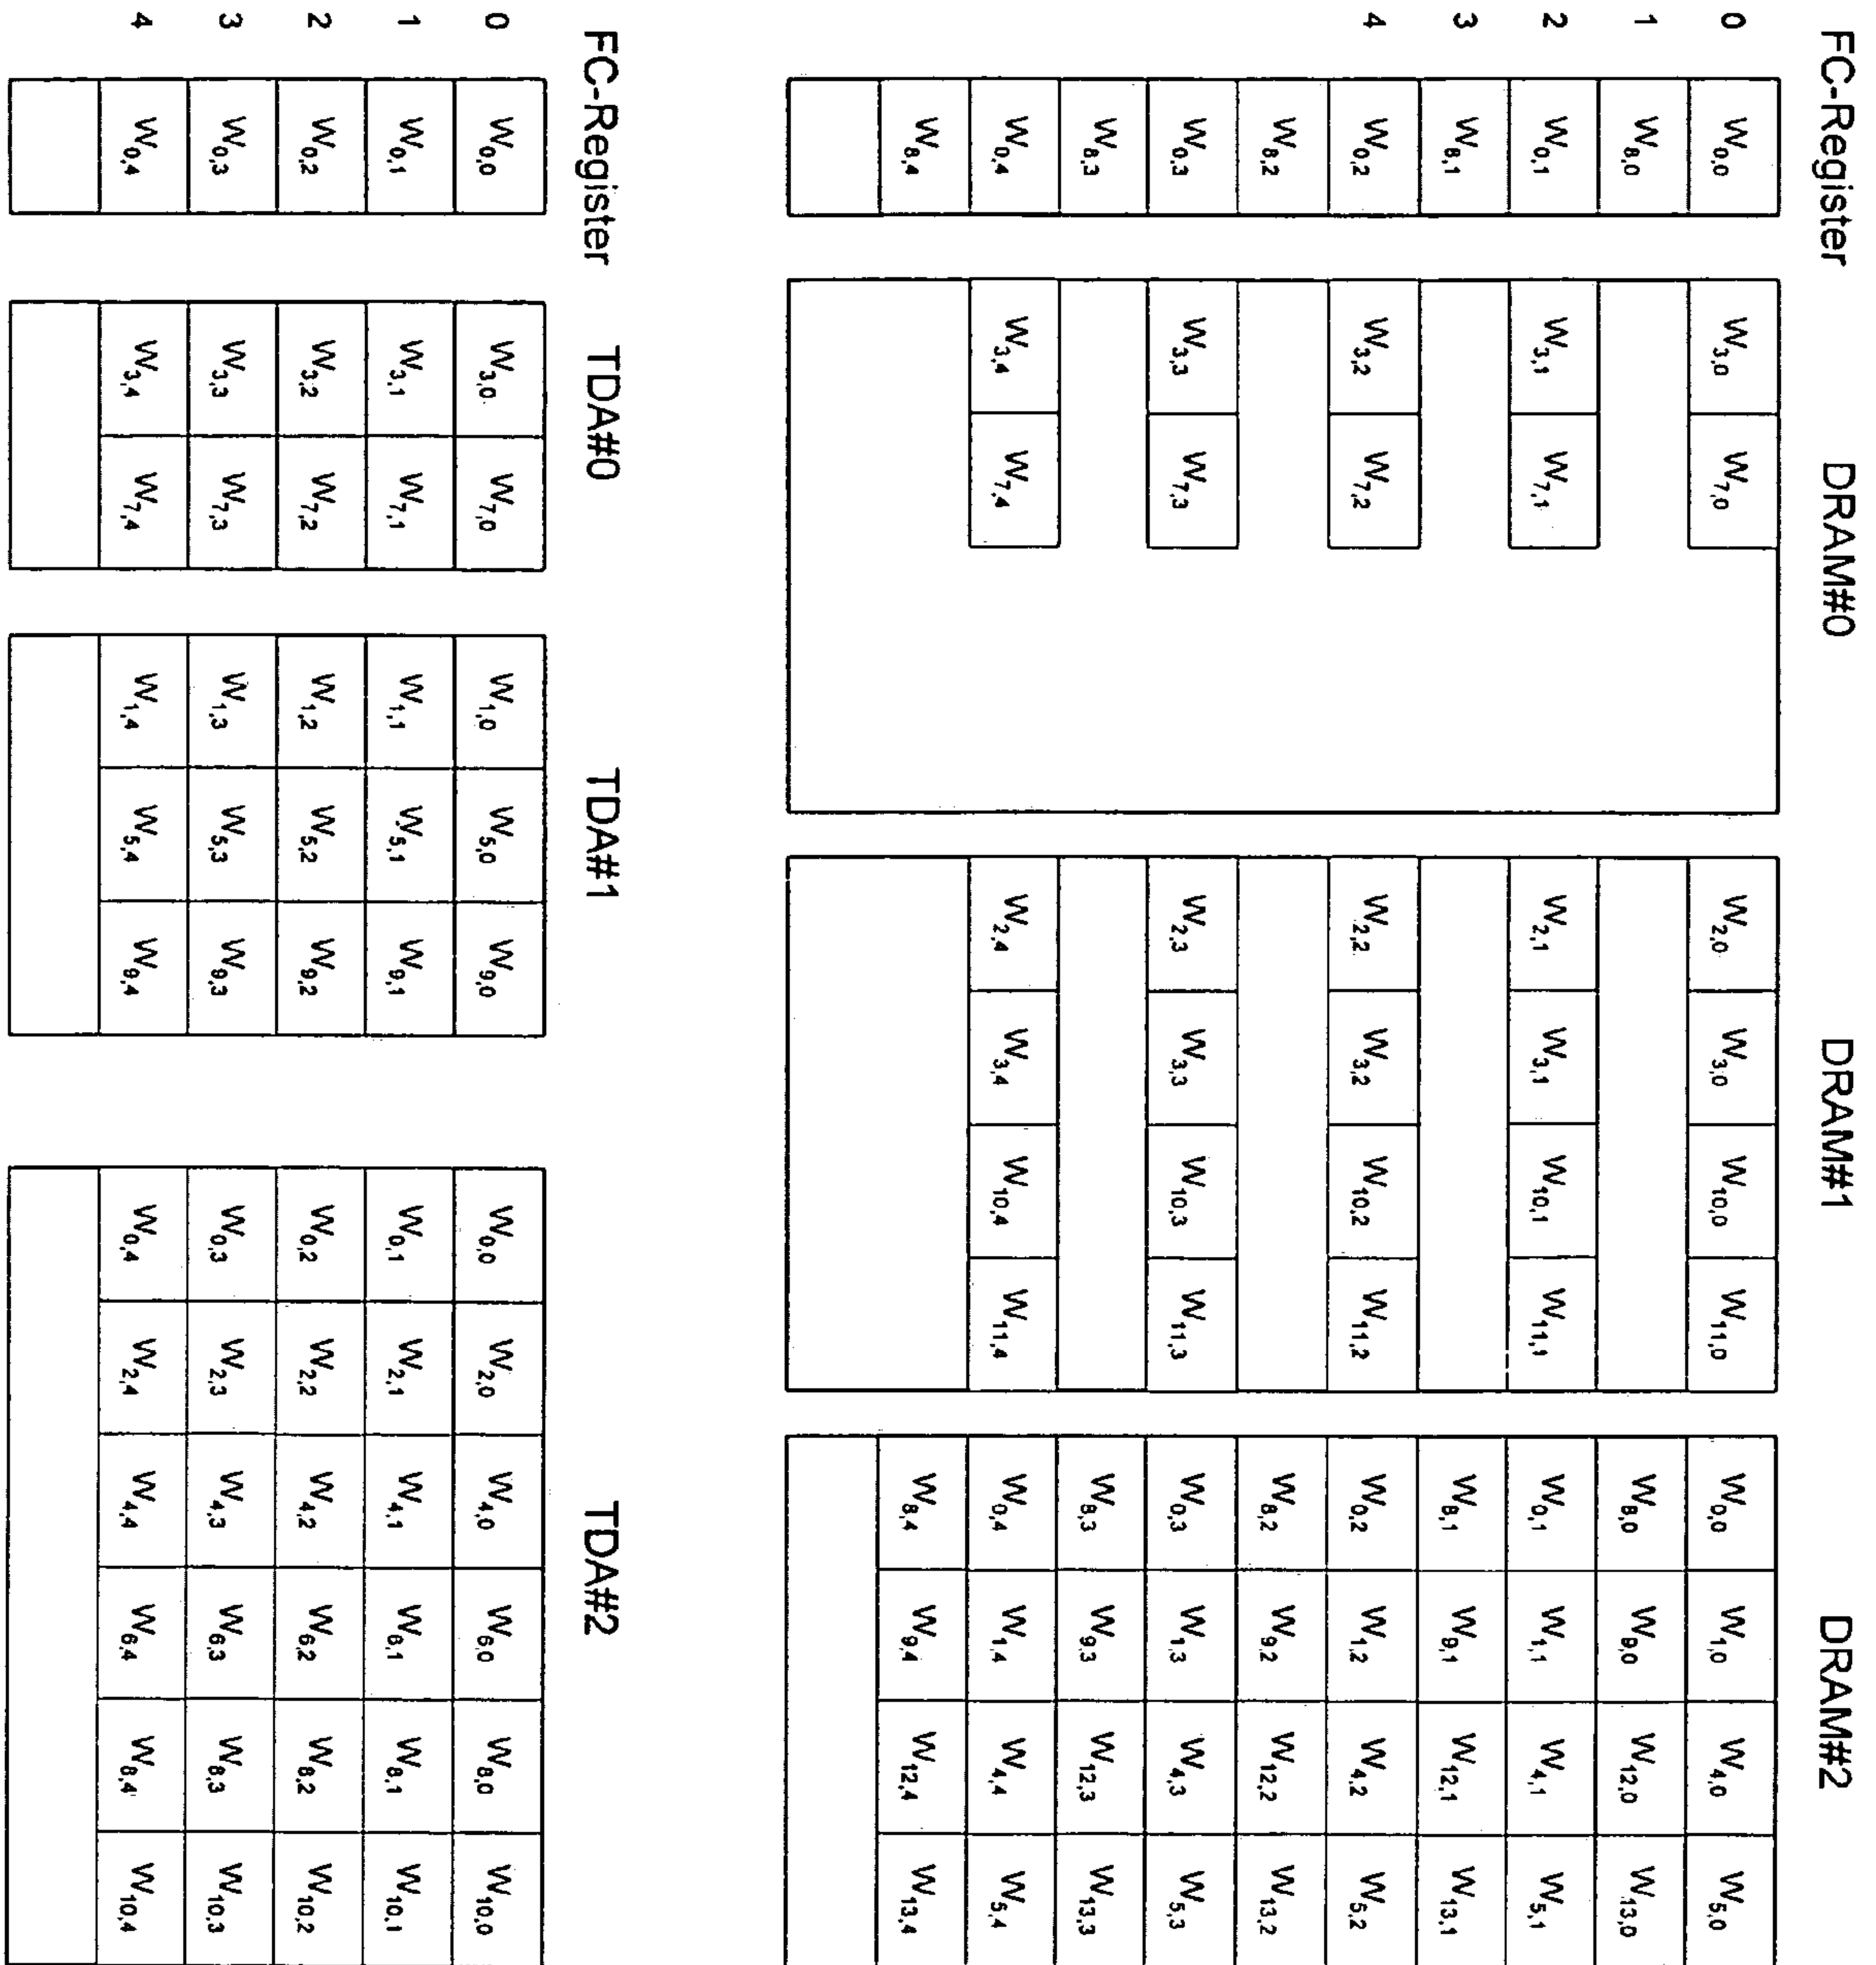 FC-Register DRAM#0 DRAM#1 DRAM#2
0 W0,0 W3,0 W7,0 W2,0 W3,0 W10,0 W11,0 W0,0 W1,0 W4,0 W5,0
1 W8,0 W8,0 W9,0 W12,0 W13,0
2 W0,1 W3,1 W7,1 W2,1 W3,1 W10,1 W11,1 W0,1 W1,1 W4,1 W5,1
3 W8,1 W8,1 W9,1 W12,1 W13,1
4 W0,2 W3,2 W7,2 W2,2 W3,2 W10,2 W11,2 W0,2 W1,2 W4,2 W5,2
W8,2 W8,2 W9,2 W12,2 W13,2
W0,3 W3,3 W7,3 W2,3 W3,3 W10,3 W11,3 W0,3 W1,3 W4,3 W5,3
W8,3 W8,3 W9,3 W12,3 W13,3
W0,4 W3,4 W7,4 W2,4 W3,4 W10,4 W11,4 W0,4 W1,4 W4,4 W5,4
W8,4 W8,4 W9,4 W12,4 W13,4
FC-Register TDA#0 TDA#1 TDA#2
0 W0,0 W3,0 W7,0 W1,0 W5,0 W9,0 W0,0 W2,0 W4,0 W6,0 W8,0 W10,0
1 W0,1 W3,1 W7,1 W1,1 W5,1 W9,1 W0,1 W2,1 W4,1 W6,1 W8,1 W10,1
2 W0,2 W3,2 W7,2 W1,2 W5,2 W9,2 W0,2 W2,2 W4,2 W6,2 W8,2 W10,2
3 W0,3 W3,3 W7,3 W1,3 W5,3 W9,3 W0,3 W2,3 W4,3 W6,3 W8,3 W10,3
4 W0,4 W3,4 W7,4 W1,4 W5,4 W9,4 W0,4 W2,4 W4,4 W6,4 W8,4 W10,4